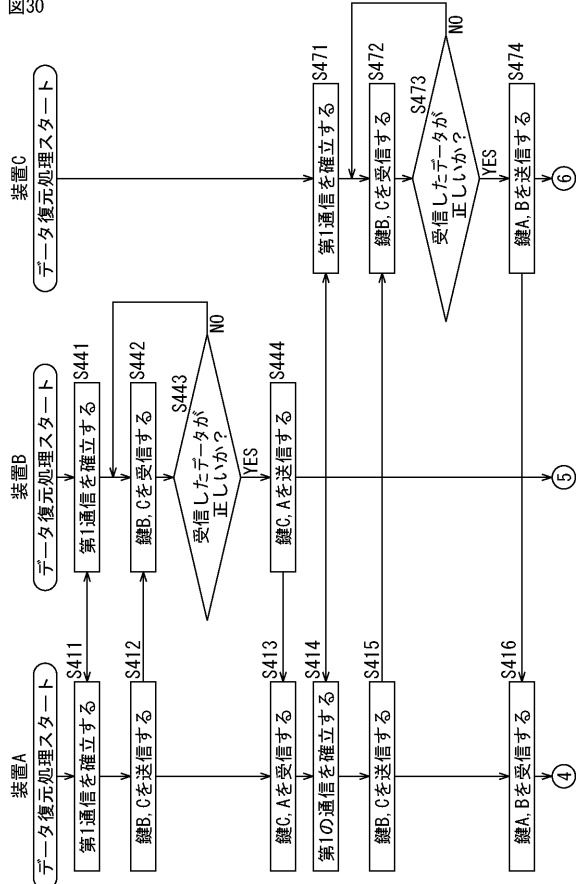 図30
装置A
データ復元処理スタート
S411
第1通信を確立する
S412
鍵B, Cを送信する
S413
鍵C, Aを受信する
S414
第1の通信を確立する
S415
鍵B, Cを送信する
S416
鍵A, Bを受信する
④
装置B
データ復元処理スタート
S441
第1通信を確立する
S442
鍵B, Cを受信する
S443
受信したデータが
正しいか?
NO
YES
S444
鍵C, Aを送信する
⑤
装置C
データ復元処理スタート
S471
第1通信を確立する
S472
鍵B, Cを受信する
S473
受信したデータが
正しいか?
NO
YES
S474
鍵A, Bを送信する
⑥